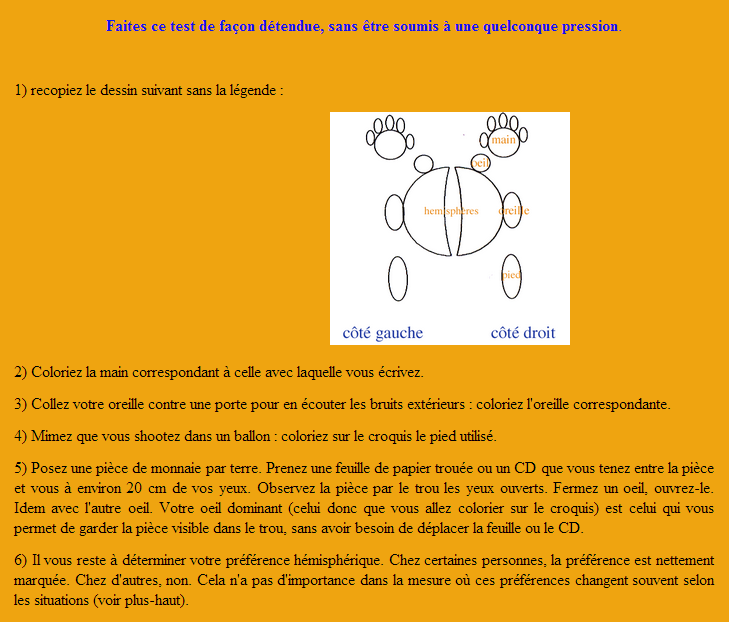 Faites ce test de façon détendue, sans être soumis à une quelconque pression.
1) recopiez le dessin suivant sans la légende :
main
oeil
hemispheres
oreille
pied
côté gauche
côté droit
2) Coloriez la main correspondant à celle avec laquelle vous écrivez.
3) Collez votre oreille contre une porte pour en écouter les bruits extérieurs : coloriez l'oreille correspondante.
4) Mimez que vous shootez dans un ballon : coloriez sur le croquis le pied utilisé.
5) Posez une pièce de monnaie par terre. Prenez une feuille de papier trouée ou un CD que vous tenez entre la pièce
et vous à environ 20 cm de vos yeux. Observez la pièce par le trou les yeux ouverts. Fermez un oeil, ouvrez-le.
Idem avec l'autre oeil. Votre oeil dominant (celui donc que vous allez colorier sur le croquis) est celui qui vous
permet de garder la pièce visible dans le trou, sans avoir besoin de déplacer la feuille ou le CD.
6) Il vous reste à déterminer votre préférence hémisphérique. Chez certaines personnes, la préférence est nettement
marquée. Chez d'autres, non. Cela n'a pas d'importance dans la mesure où ces préférences changent souvent selon
les situations (voir plus-haut).